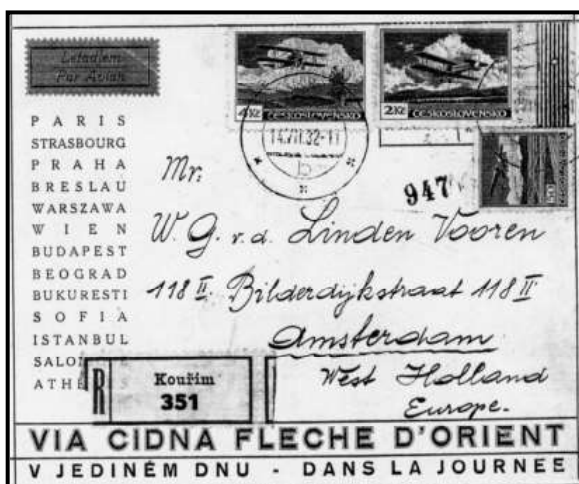 Letadlem
Par Avion
4Kč
ČESKOSLOVENSKO
2Kč
ČESKOSLOVENSKO
14.VII.32-11
b
PARIS
STRASBOURG
PRAHA
BRESLAU
WARSZAWA
WIEN
BUDAPEST
BEOGRAD
BUKURESTI
SOFIA
ISTANBUL
947
Mr:
W. G. v. d. Linden Vooren
118 II. Bilderdijkstraat 118 II
Amsterdam
West Holland
Europe.
R
Kouřim
351
VIA CIDNA FLECHE D'ORIENT
V JEDINÉM DNU - DANS LA JOURNEE